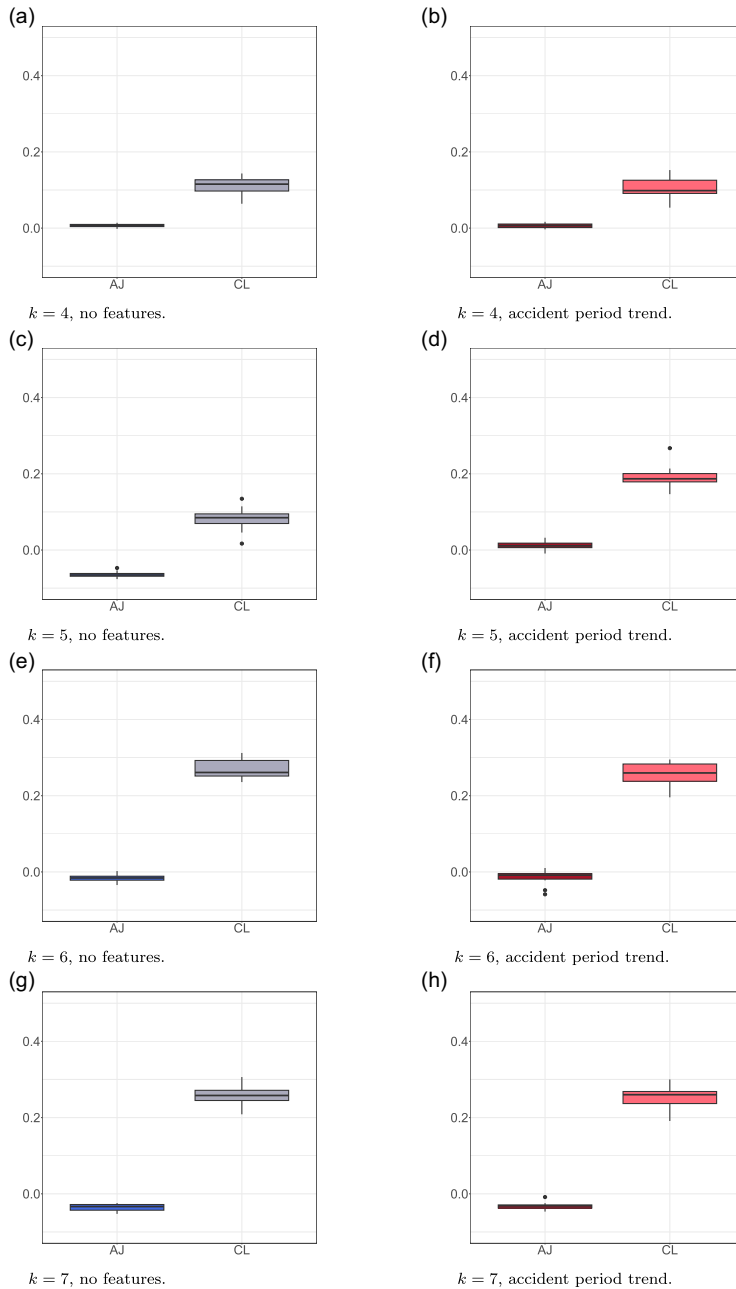 (a)
(b)
0.4
0.2
0.0
AJ CL
0.4
0.2
0.0
AJ CL
k = 4, no features.
k = 4, accident period trend.
(c)
(d)
0.4
0.2
0.0
AJ CL
0.4
0.2
0.0
AJ CL
k = 5, no features.
k = 5, accident period trend.
(e)
(f)
0.4
0.2
0.0
AJ CL
0.4
0.2
0.0
AJ CL
k = 6, no features.
k = 6, accident period trend.
(g)
(h)
0.4
0.2
0.0
AJ CL
0.4
0.2
0.0
AJ CL
k = 7, no features.
k = 7, accident period trend.